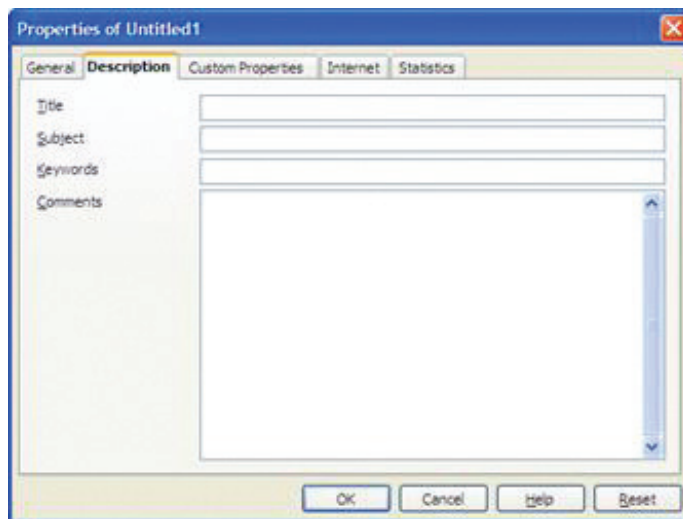 Properties of Untitled1
General Description Custom Properties Internet Statistics
Title
Subject
Keywords
Comments
OK Cancel Help Reset